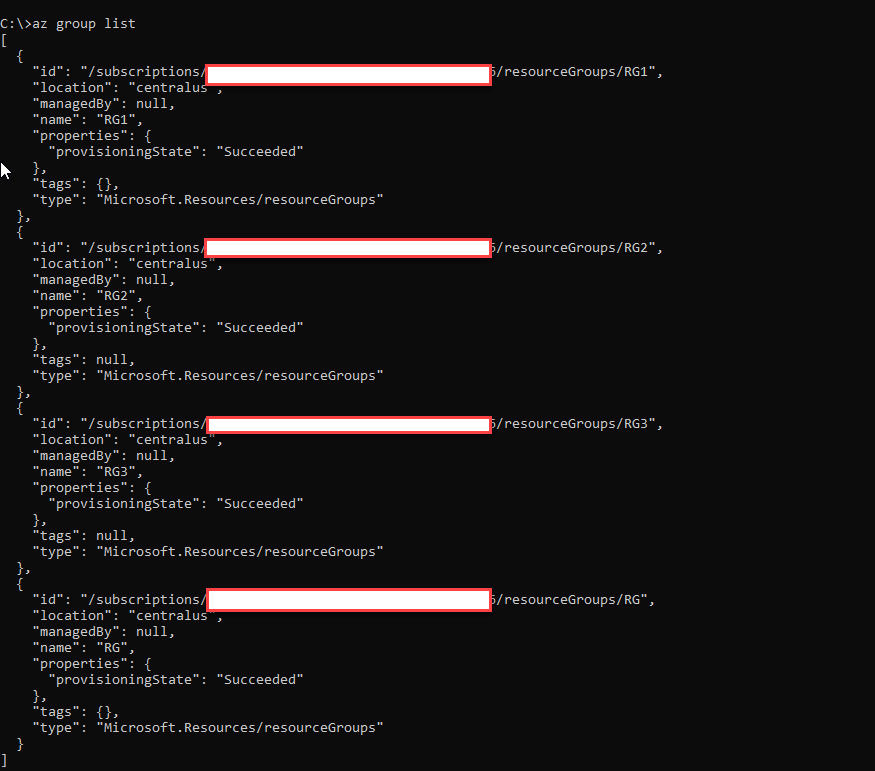 C:\>az group list
[
  {
    "id": "/subscriptions/6/resourceGroups/RG1",
    "location": "centralus",
    "managedBy": null,
    "name": "RG1",
    "properties": {
      "provisioningState": "Succeeded"
    },
    "tags": {},
    "type": "Microsoft.Resources/resourceGroups"
  },
  {
    "id": "/subscriptions/6/resourceGroups/RG2",
    "location": "centralus",
    "managedBy": null,
    "name": "RG2",
    "properties": {
      "provisioningState": "Succeeded"
    },
    "tags": null,
    "type": "Microsoft.Resources/resourceGroups"
  },
  {
    "id": "/subscriptions/6/resourceGroups/RG3",
    "location": "centralus",
    "managedBy": null,
    "name": "RG3",
    "properties": {
      "provisioningState": "Succeeded"
    },
    "tags": null,
    "type": "Microsoft.Resources/resourceGroups"
  },
  {
    "id": "/subscriptions/6/resourceGroups/RG",
    "location": "centralus",
    "managedBy": null,
    "name": "RG",
    "properties": {
      "provisioningState": "Succeeded"
    },
    "tags": {},
    "type": "Microsoft.Resources/resourceGroups"
  }
]